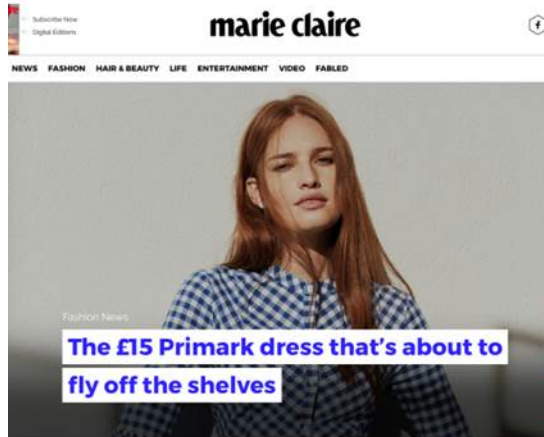 Subscribe Now
Digital Editions
marie claire
NEWS FASHION HAIR & BEAUTY LIFE ENTERTAINMENT VIDEO FABLED
Fashion News
The £15 Primark dress that's about to
fly off the shelves